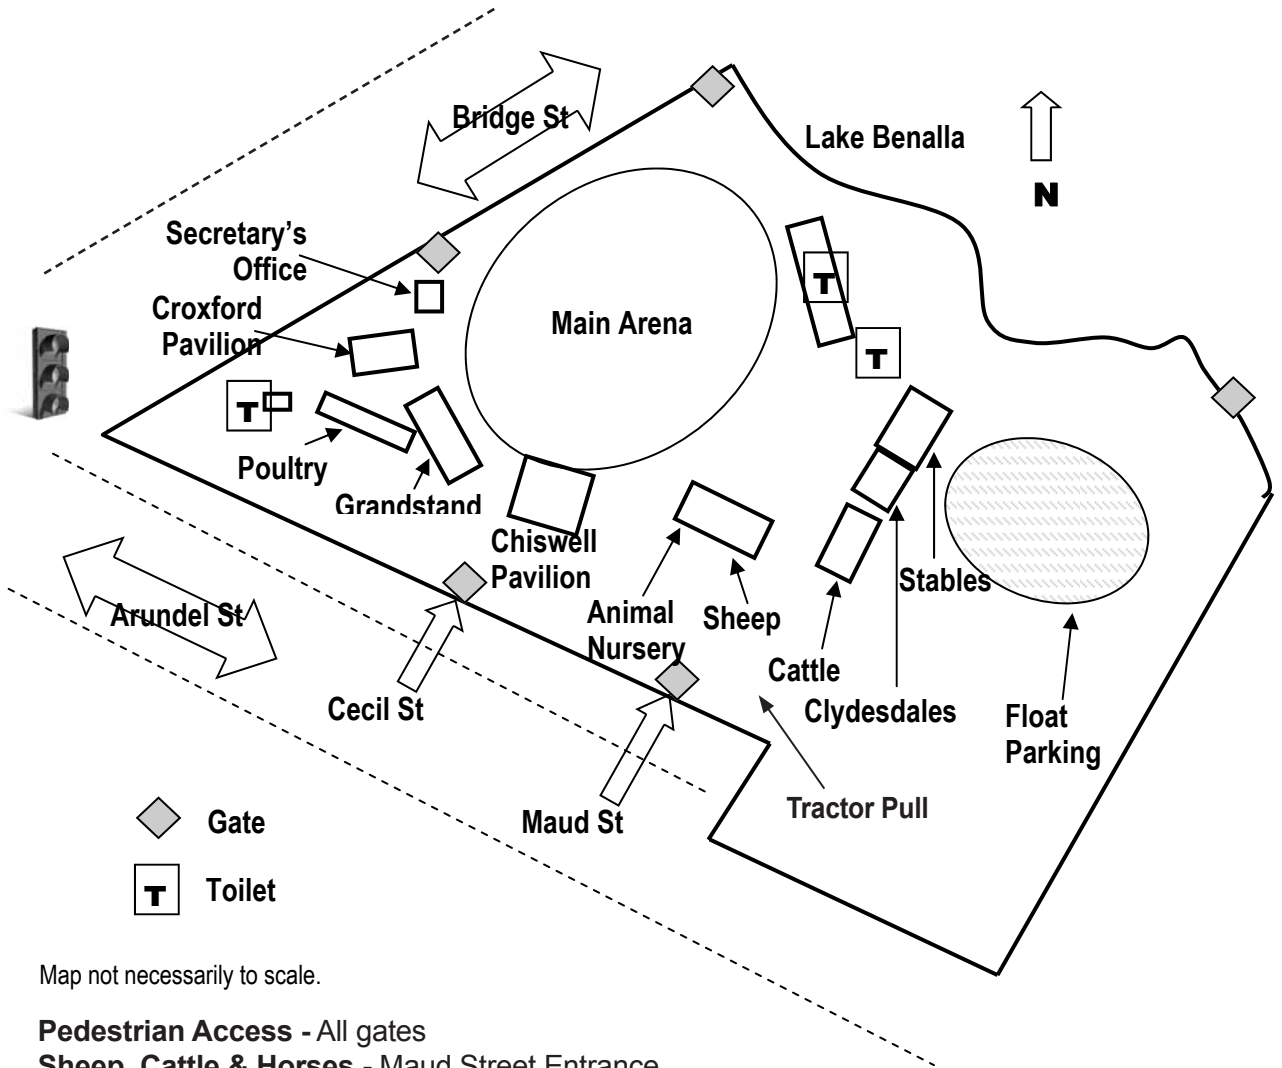 Bridge St
Lake Benalla
N
Secretary's
Office
Croxford
Pavilion
Main Arena
T
T
T
Poultry
Grandstand
Chiswell
Pavilion
Arundel St
Animal
Nursery
Sheep
Stables
Cattle
Clydesdales
Cecil St
Float
Parking
Maud St
Tractor Pull
Gate
T
Toilet
Map not necessarily to scale.
Pedestrian Access - All gates
Sheep, Cattle & Horses - Maud Street Entrance